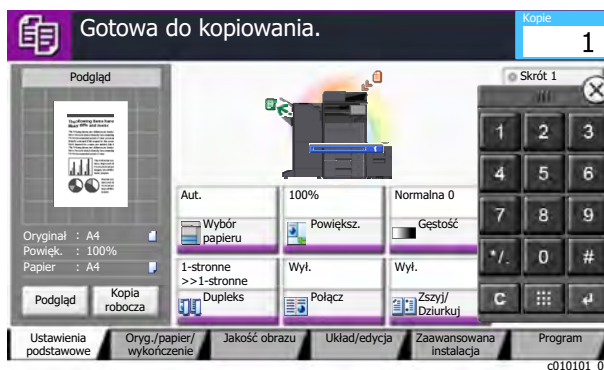 Gotowa do kopiowania.
Kopie
1
Podgląd
Skrót 1
Oryginał : A4
Powięk. : 100%
Papier : A4
Podgląd
Kopia
robocza
Aut.
Wybór
papieru
100%
Powiększ.
Normalna 0
Gęstość
1-stronne
>>1-stronne
Dupleks
Wył.
Połącz
Wył.
Zszyj/
Dziurkuj
1 2 3
4 5 6
7 8 9
*/. 0 #
C
Ustawienia
podstawowe
Oryg./papier/
wykończenie
Jakość obrazu
Układ/edycja
Zaawansowana
instalacja
Program
c010101_0